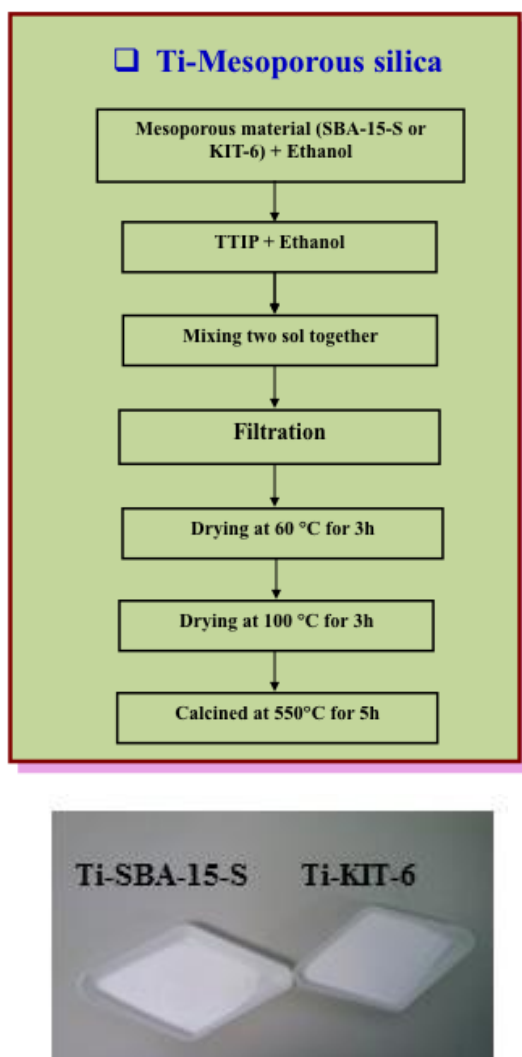 ❑ Ti-Mesoporous silica
Mesoporous material (SBA-15-S or
KIT-6) + Ethanol
TTIP + Ethanol
Mixing two sol together
Filtration
Drying at 60 °C for 3h
Drying at 100 °C for 3h
Calcined at 550°C for 5h
Ti-SBA-15-S Ti-KIT-6